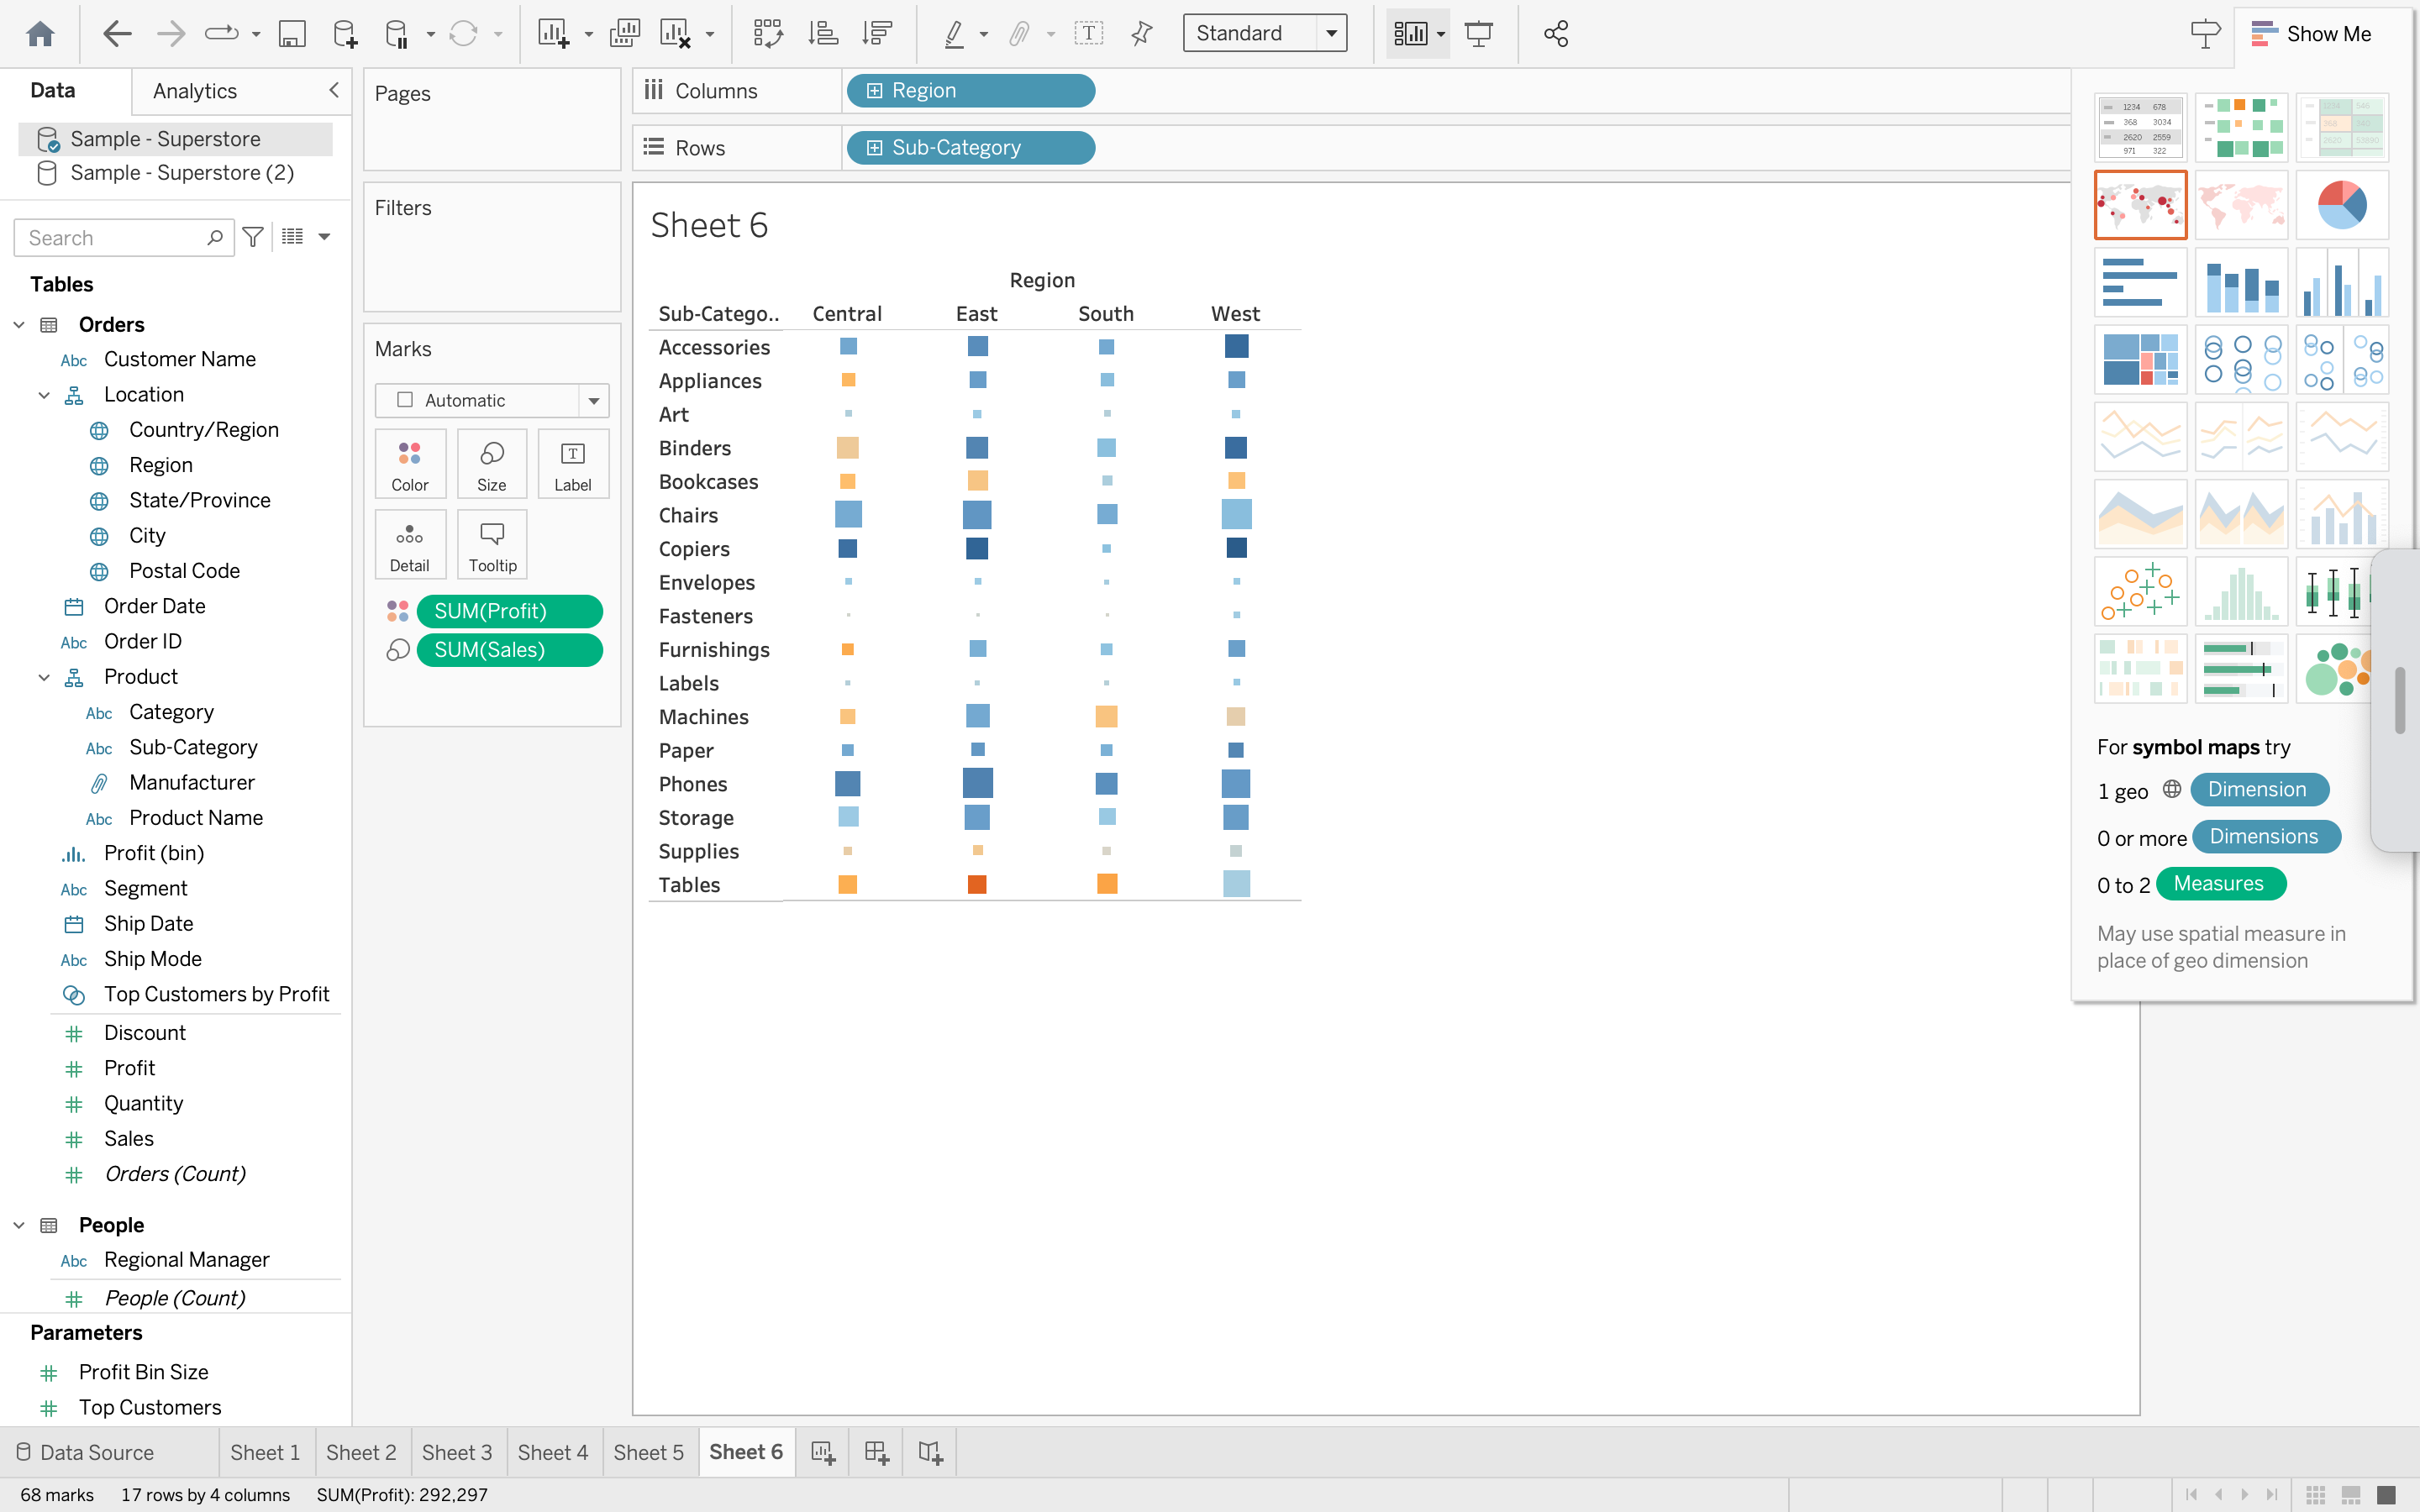 Standard
Show Me
Data
Analytics
Sample - Superstore
Sample - Superstore (2)
Search
Tables
Orders
Abc Customer Name
Location
Country/Region
Region
State/Province
City
Postal Code
Order Date
Abc Order ID
Product
Abc Category
Abc Sub-Category
Manufacturer
Abc Product Name
Profit (bin)
Abc Segment
Ship Date
Abc Ship Mode
Top Customers by Profit
Discount
Profit
Quantity
Sales
Orders (Count)
People
Abc Regional Manager
People (Count)
Parameters
Profit Bin Size
Top Customers
Pages
Filters
Marks
Automatic
Color Size Label
Detail Tooltip
SUM(Profit)
SUM(Sales)
Columns Region
Rows Sub-Category
Sheet 6
Region
Sub-Catego.. Central East South West
Accessories
Appliances
Art
Binders
Bookcases
Chairs
Copiers
Envelopes
Fasteners
Furnishings
Labels
Machines
Paper
Phones
Storage
Supplies
Tables
1234 678
368 3034
2620 2559
971 322
For symbol maps try
1 geo Dimension
0 or more Dimensions
0 to 2 Measures
May use spatial measure in
place of geo dimension
Data Source Sheet 1 Sheet 2 Sheet 3 Sheet 4 Sheet 5 Sheet 6
68 marks 17 rows by 4 columns SUM(Profit): 292,297